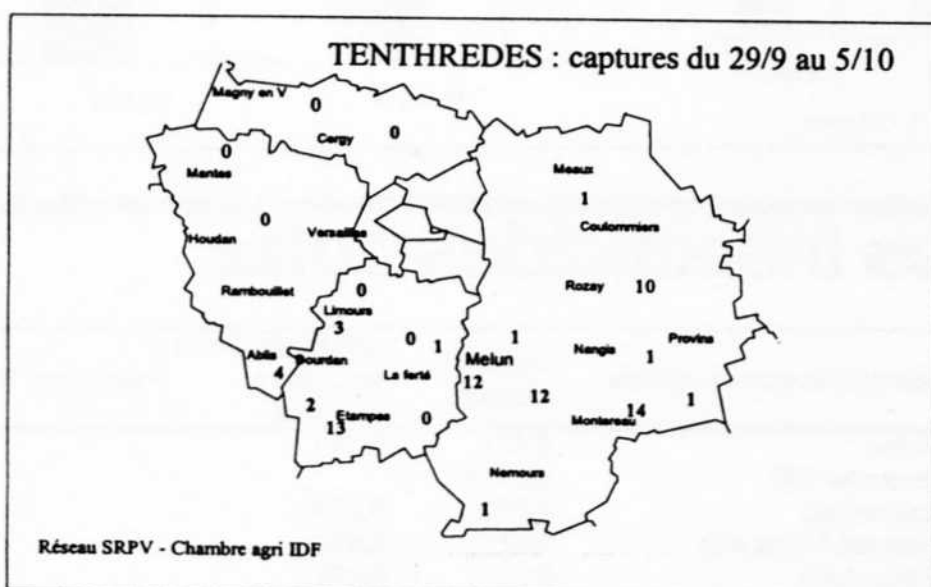 TENTHREDES : captures du 29/9 au 5/10
Magny en V
0
Cergy
0
0
Mantes
Meaux
1
0
Houdan
Versailles
Coulommiers
Rambouillet
0
Rozay
10
Limours
3
0
1
1
Provins
Nangis
1
Ablis
4
Dourdan
La ferté
Melun
12
12
2
13
Etampes
0
14
1
Montereau
Nemours
1
Réseau SRPV - Chambre agri IDF